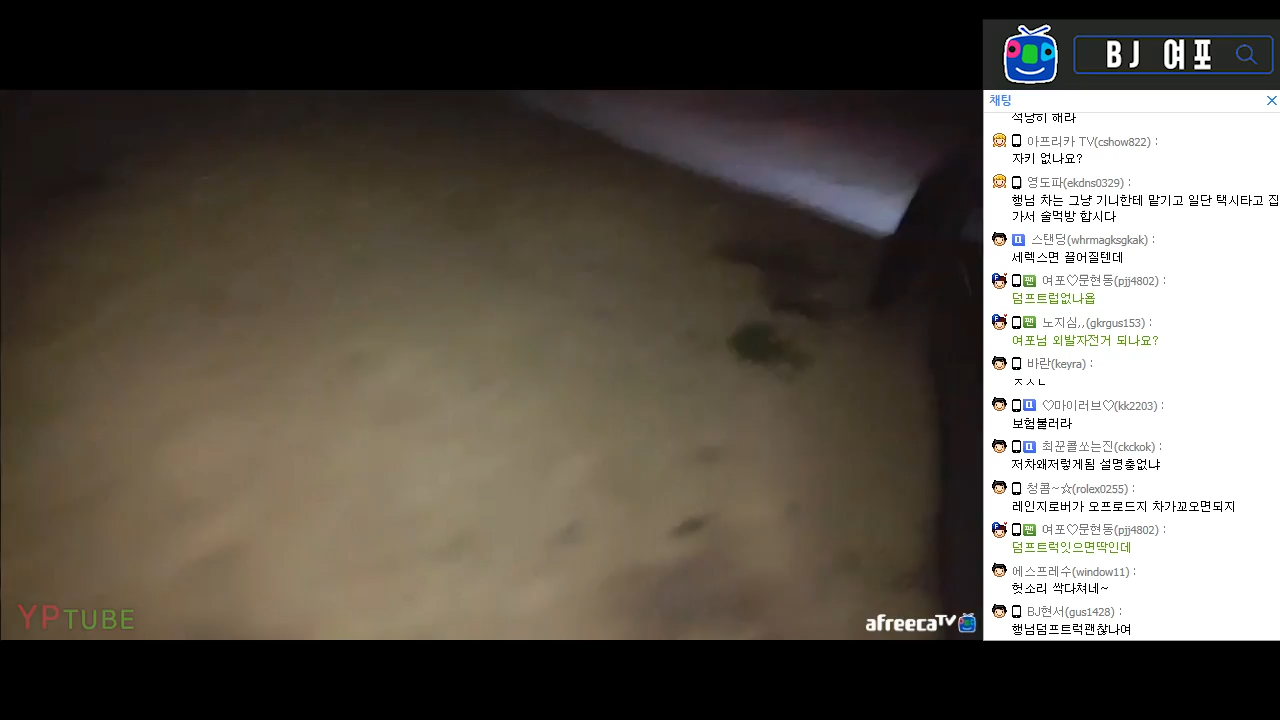 BJ 여포
채팅
석당히 해라
아프리카 TV(cshow822) :
자키 없나요?
영도파(ekdns0329) :
행님 차는 그냥 기니한테 맡기고 일단 택시타고 집
가서 술먹방 합시다
스탠딩(whrmagksgkak) :
세렉스면 끌어질텐데
팬 여포♡문현동(pjj4802) :
덤프트럽없나욥
팬 노지심,,(gkrgus153) :
여포님 외발자전거 되나요?
바란(keyra) :
ㅈㅅㄴ
♡마이러브♡(kk2203) :
보험불러라
최꾼콜쏘는진(ckckok) :
저차왜저렇게됨 설명충없냐
청콤~☆(rolex0255) :
레인지로버가 오프로드지 차가꼬오면되지
팬 여포♡문현동(pjj4802) :
덤프트럭잇으면딱인데
에스프레수(window11) :
헛소리 싹다쳐네~
BJ현서(gus1428) :
행님덤프트럭괜찮나여
YPTUBE
afreecaTV